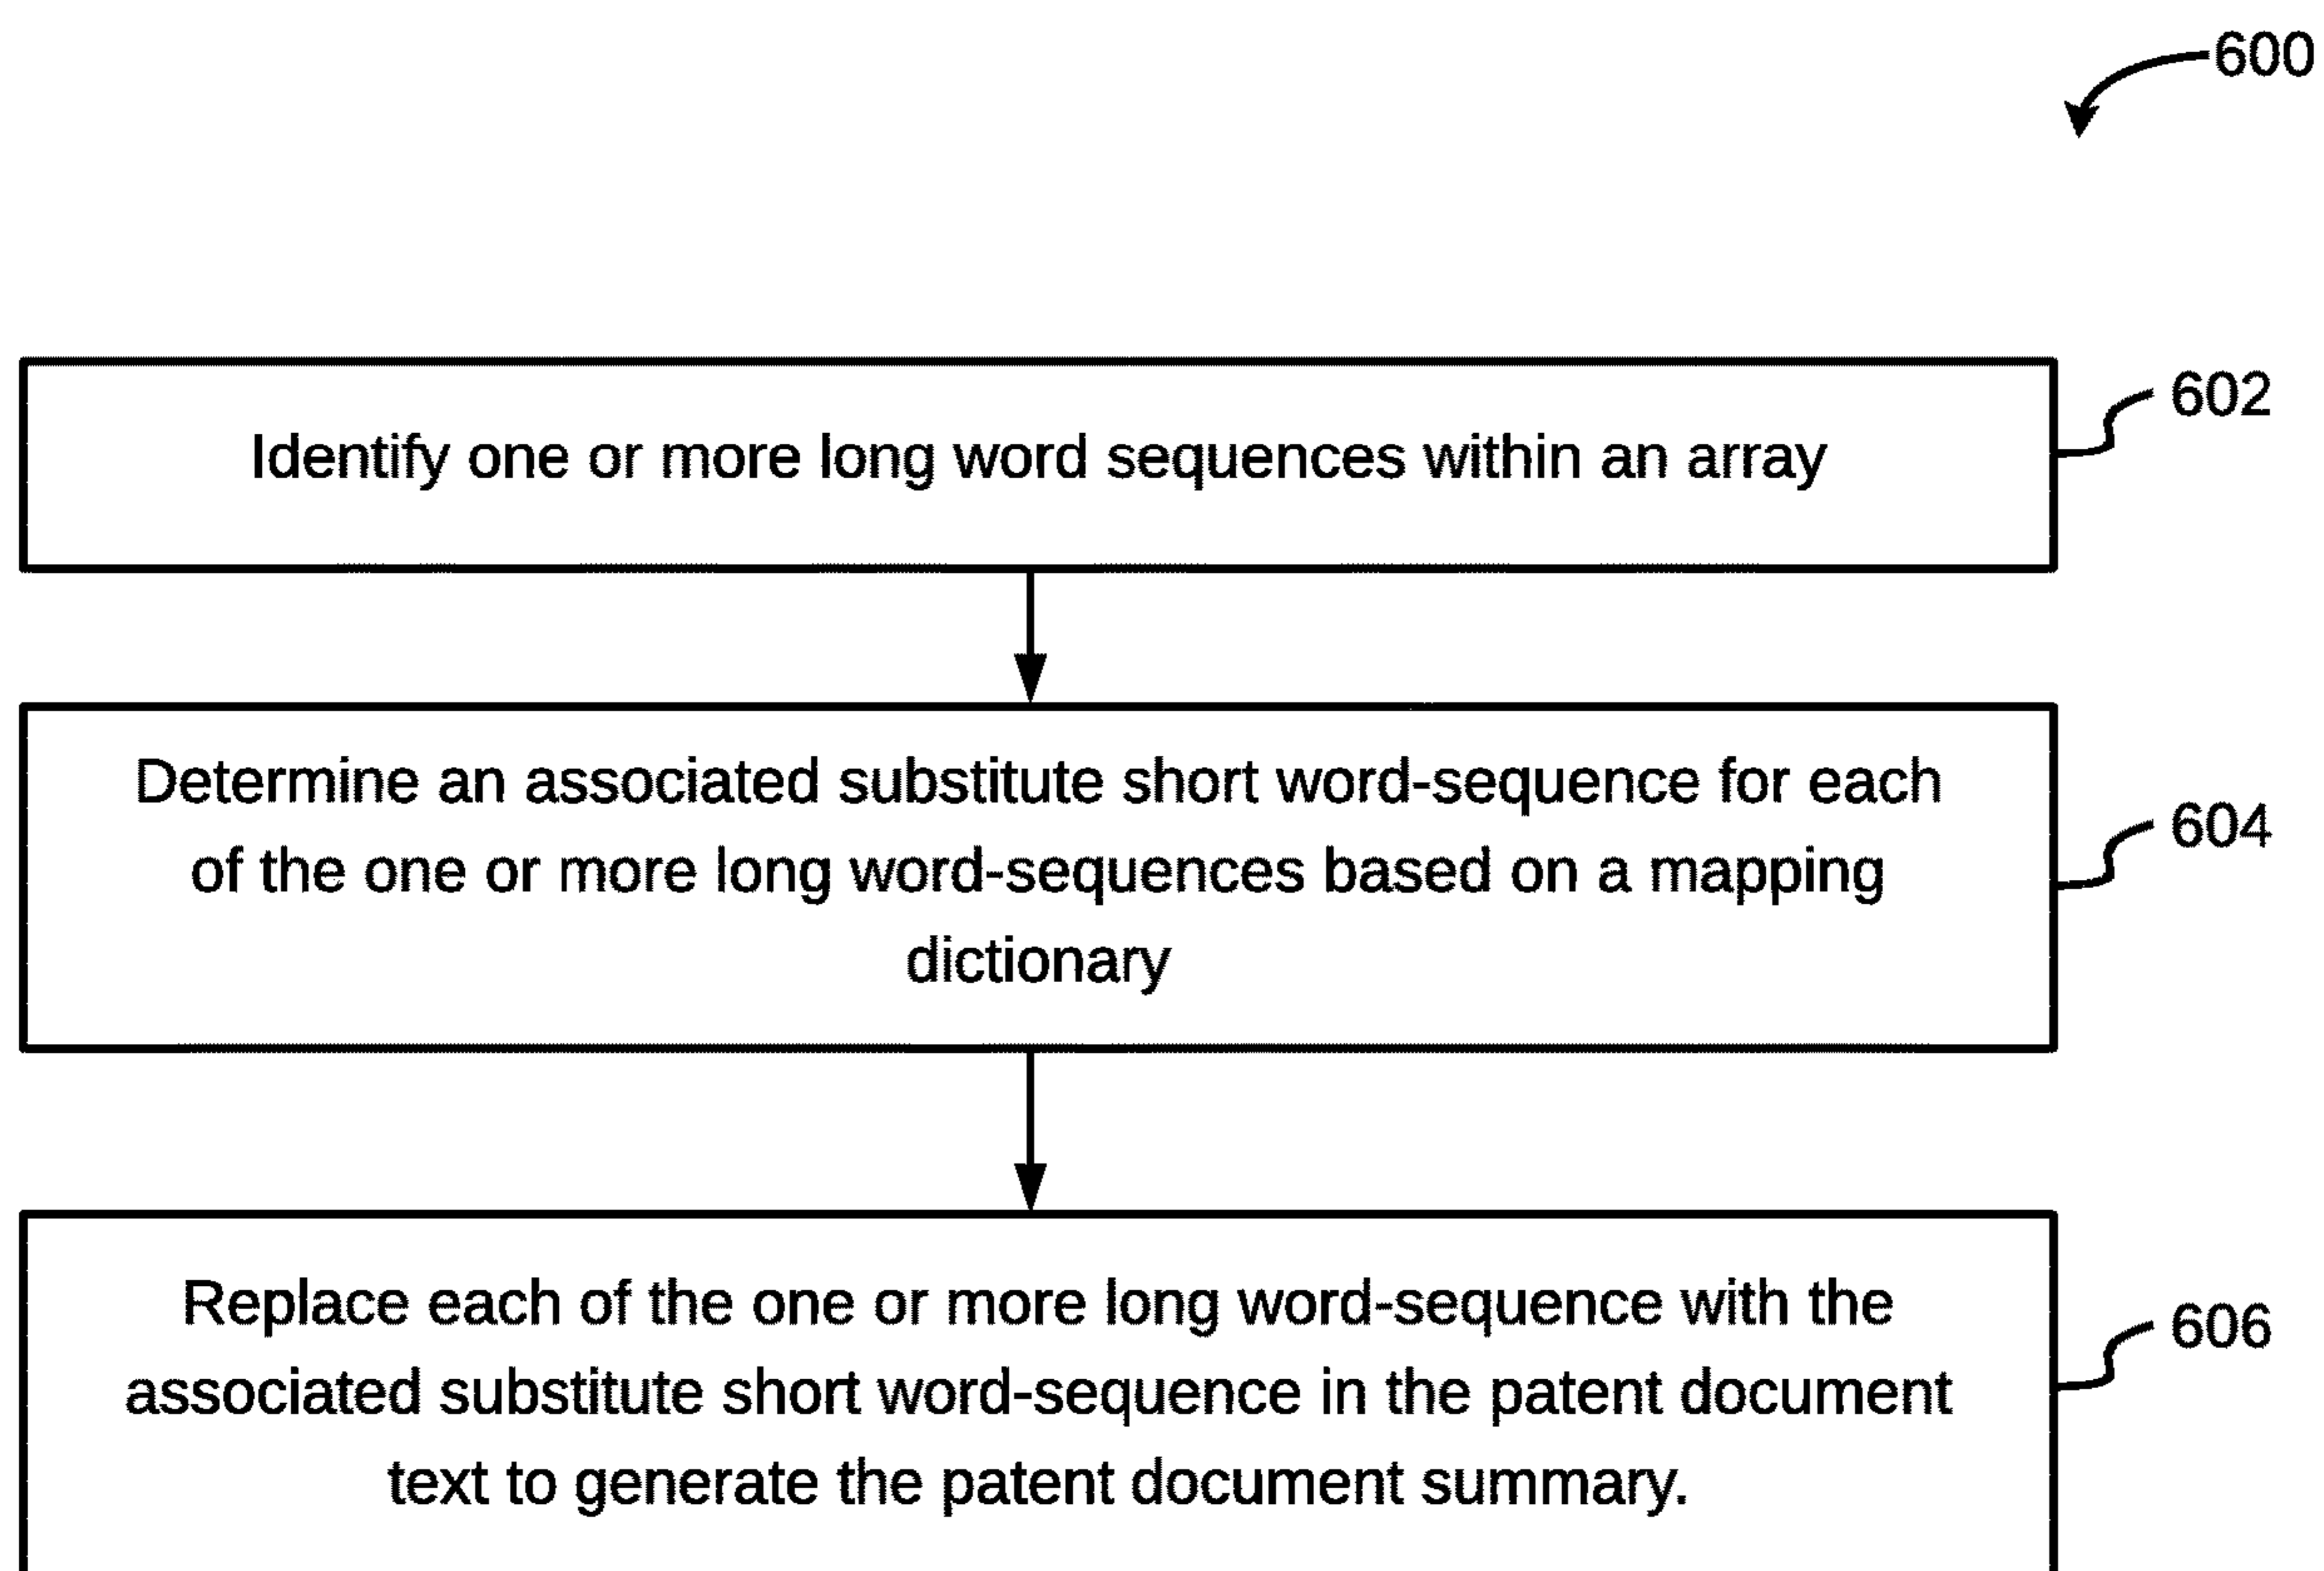 600
Identify one or more long word sequences within an array
602
Determine an associated substitute short word-sequence for each
of the one or more long word-sequences based on a mapping
dictionary
604
Replace each of the one or more long word-sequence with the
associated substitute short word-sequence in the patent document
text to generate the patent document summary.
606